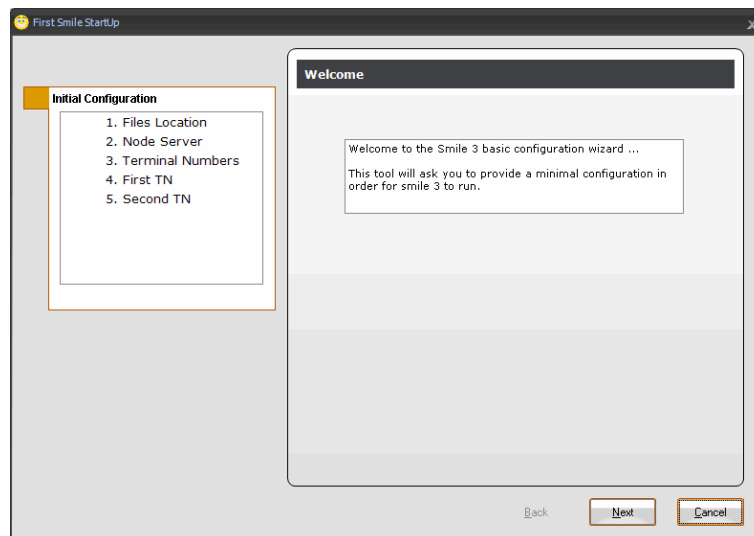 First Smile StartUp
Initial Configuration
1. Files Location
2. Node Server
3. Terminal Numbers
4. First TN
5. Second TN
Welcome
Welcome to the Smile 3 basic configuration wizard ...
This tool will ask you to provide a minimal configuration in
order for smile 3 to run.
Back
Next
Cancel